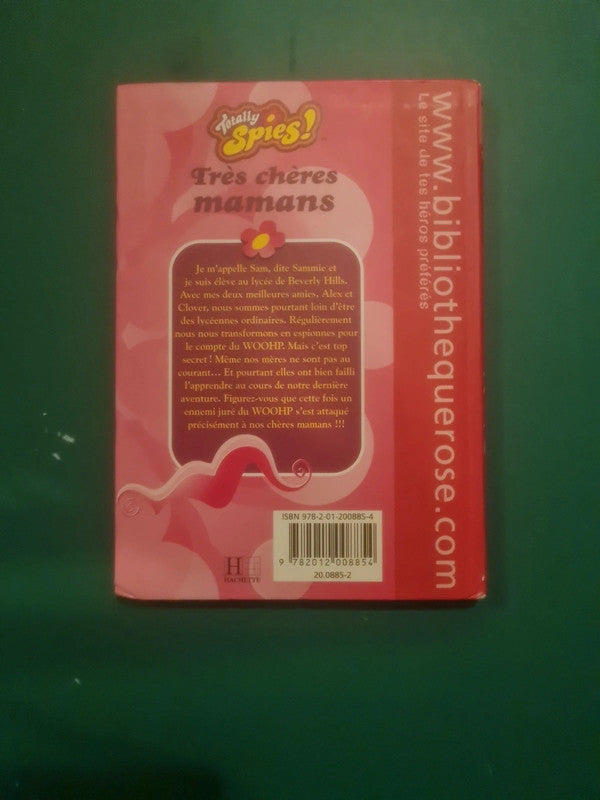 Totally
Spies!
TM
Très chères
mamans
Je m'appelle Sam, dite Sammie et
je suis élève au lycée de Beverly Hills.
Avec mes deux meilleures amies, Alex et
Clover, nous sommes pourtant loin d'être
des lycéennes ordinaires. Régulièrement
nous nous transformons en espionnes pour
le compte du WOOHP. Mais c'est top
secret ! Même nos mères ne sont pas au
courant... Et pourtant elles ont bien failli
l'apprendre au cours de notre dernière
aventure. Figurez-vous que cette fois un
ennemi juré du WOOHP s'est attaqué
précisément à nos chères mamans !!!
ISBN 978-2-01-200885-4
9 782012 008854
20.0885-2
H
HACHETTE
www.bibliothequerose.com
Le site de tes héros préférés